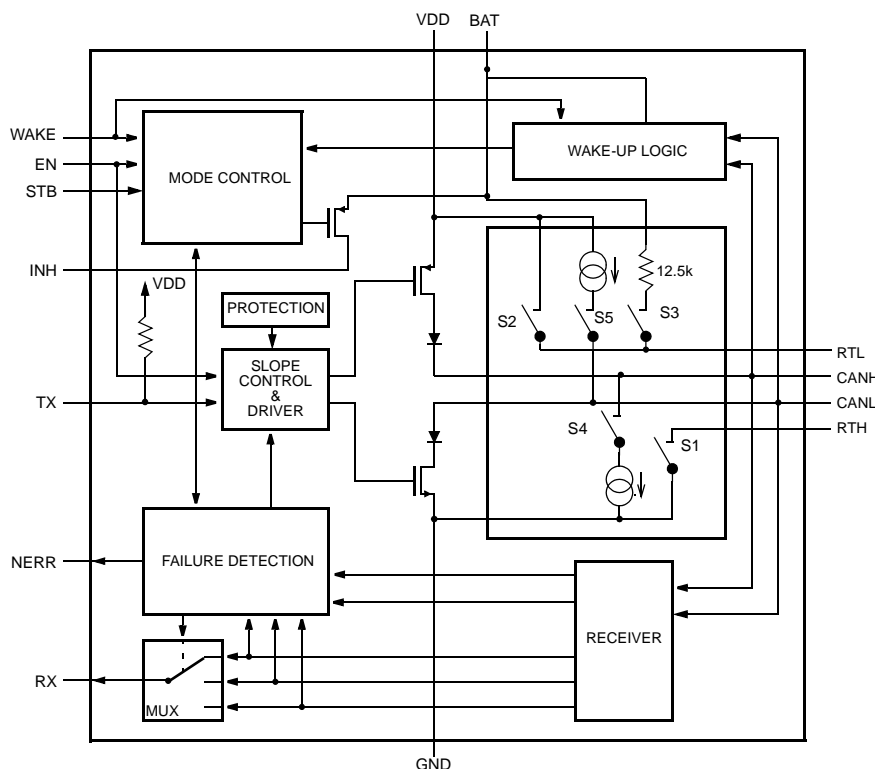 VDD BAT
WAKE
EN
STB
INH
MODE CONTROL
WAKE-UP LOGIC
VDD
12.5k
PROTECTION
S2
S5
S3
SLOPE
CONTROL
&
DRIVER
TX
RTL
CANH
CANL
RTH
S4
S1
NERR
FAILURE DETECTION
RECEIVER
RX
MUX
GND